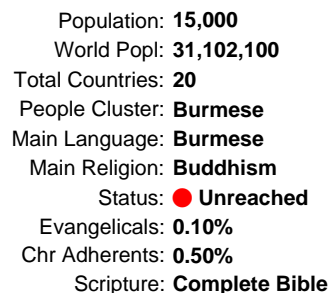 Population: 15,000
World Popl: 31,102,100
Total Countries: 20
People Cluster: Burmese
Main Language: Burmese
Main Religion: Buddhism
Status: Unreached
Evangelicals: 0.10%
Chr Adherents: 0.50%
Scripture: Complete Bible